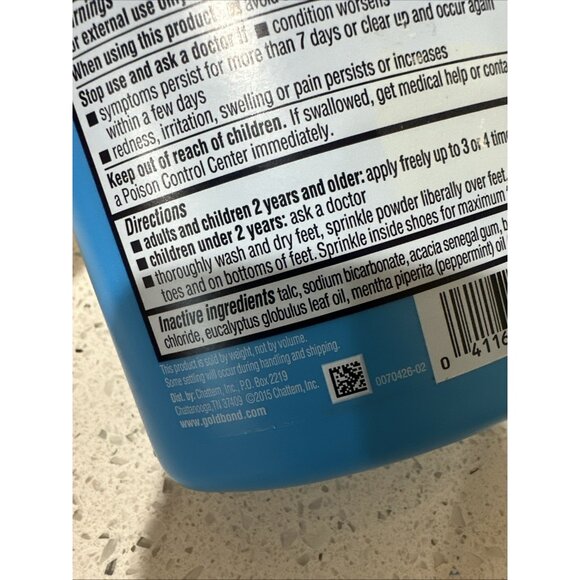 rnings
For external use only
When using this product avoid
Stop use and ask a doctor if ■ condition worsens
■ symptoms persist for more than 7 days or clear up and occur again
within a few days
■ redness, irritation, swelling or pain persists or increases
Keep out of reach of children. If swallowed, get medical help or conta
a Poison Control Center immediately.
Directions
■ adults and children 2 years and older: apply freely up to 3 or 4 time
■ children under 2 years: ask a doctor
■ thoroughly wash and dry feet, sprinkle powder liberally over feet,
toes and on bottoms of feet. Sprinkle inside shoes for maximum
Inactive ingredients talc, sodium bicarbonate, acacia senegal gum, b
chloride, eucalyptus globulus leaf oil, mentha piperita (peppermint) oil
This product is sold by weight, not by volume.
Some settling will occur during handling and shipping.
Dist. by: Chattem, Inc., P.O. Box 2219
Chattanooga, TN 37409 ©2015 Chattem, Inc.
www.goldbond.com
0070426-02
0 4116